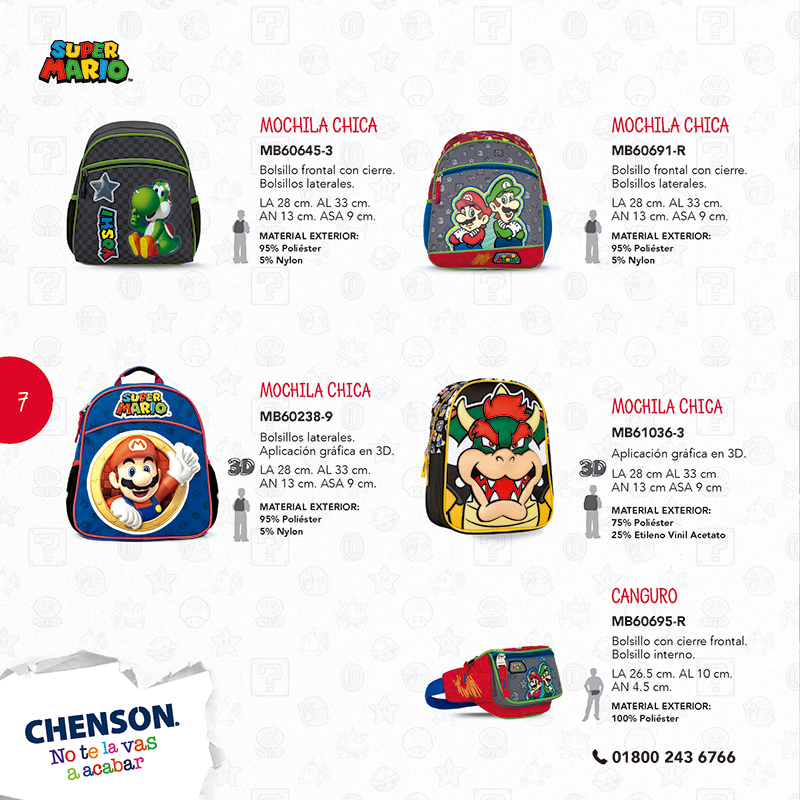 SUPER
MARIO™
MOCHILA CHICA
MB60645-3
Bolsillo frontal con cierre.
Bolsillos laterales.
LA 28 cm. AL 33 cm.
AN 13 cm. ASA 9 cm.
MATERIAL EXTERIOR:
95% Poliéster
5% Nylon
YOSHI
MOCHILA CHICA
MB60691-R
Bolsillo frontal con cierre.
Bolsillos laterales.
LA 28 cm. AL 33 cm.
AN 13 cm. ASA 9 cm.
MATERIAL EXTERIOR:
95% Poliéster
5% Nylon
7
MOCHILA CHICA
MB60238-9
Bolsillos laterales.
Aplicación gráfica en 3D.
3D
LA 28 cm. AL 33 cm.
AN 13 cm. ASA 9 cm.
MATERIAL EXTERIOR:
95% Poliéster
5% Nylon
SUPER
MARIO
M
MOCHILA CHICA
MB61036-3
Aplicación gráfica en 3D.
3D
LA 28 cm AL 33 cm
AN 13 cm ASA 9 cm
MATERIAL EXTERIOR:
75% Poliéster
25% Etileno Vinil Acetato
CANGURO
MB60695-R
Bolsillo con cierre frontal.
Bolsillo interno.
LA 26.5 cm. AL 10 cm.
AN 4.5 cm.
MATERIAL EXTERIOR:
100% Poliéster
CHENSON.
No te la vas
a acabar
01800 243 6766